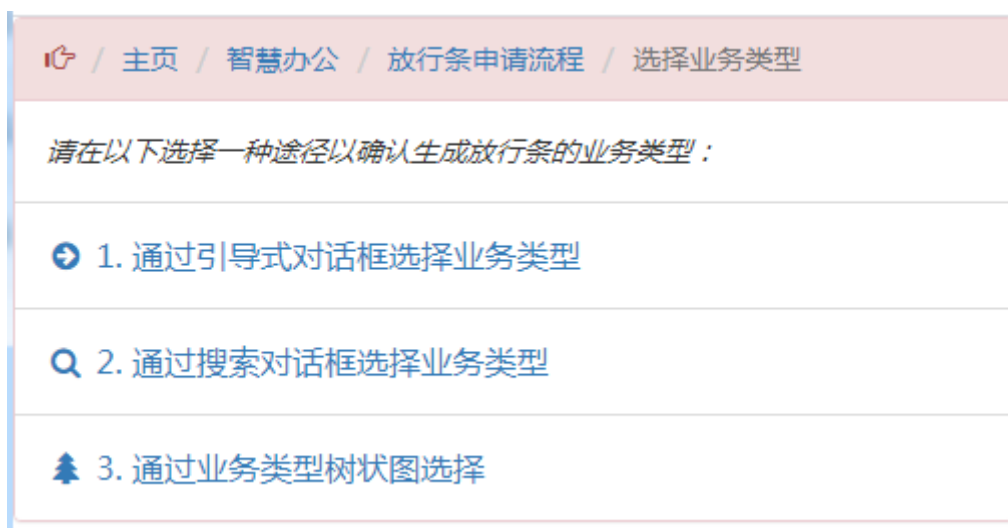 / 主页 / 智慧办公 / 放行条申请流程 / 选择业务类型
请在以下选择一种途径以确认生成放行条的业务类型：
1. 通过引导式对话框选择业务类型
2. 通过搜索对话框选择业务类型
3. 通过业务类型树状图选择